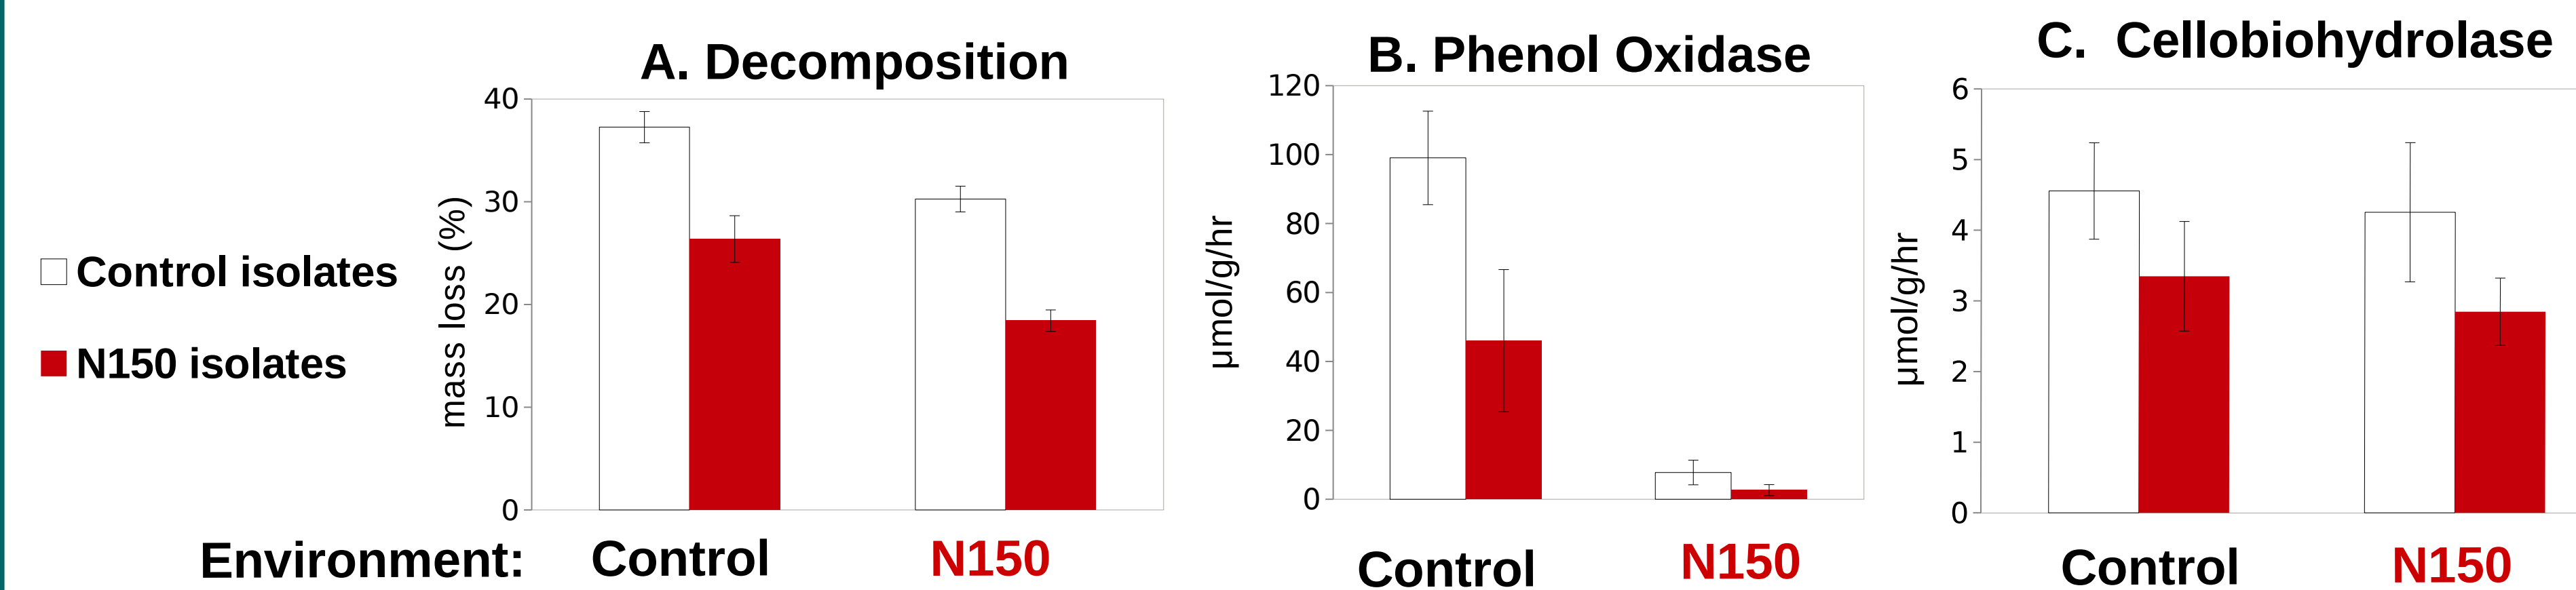 Control isolates
N150 isolates
A. Decomposition
mass loss (%)
40
30
20
10
0
Environment:
Control
N150
B. Phenol Oxidase
µmol/g/hr
120
100
80
60
40
20
0
Control
N150
C. Cellobiohydrolase
µmol/g/hr
6
5
4
3
2
1
0
Control
N150